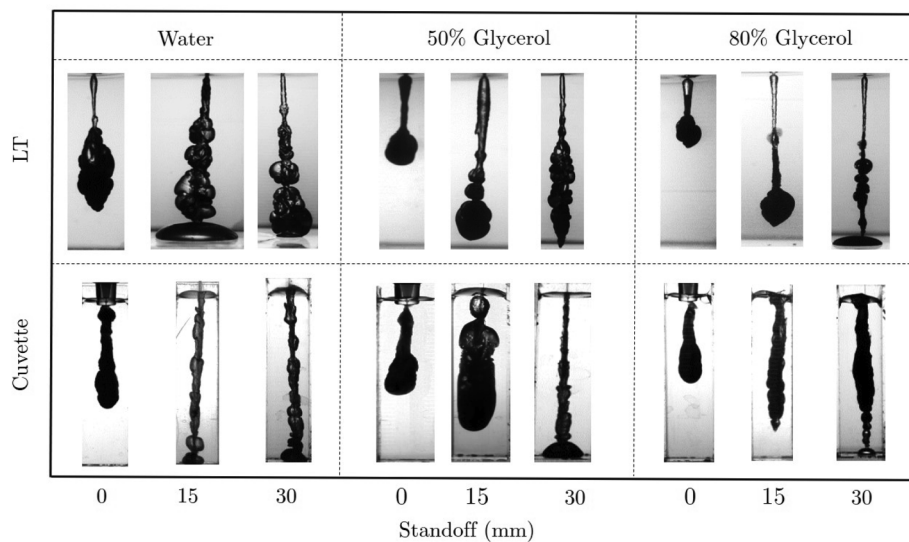 Water 50% Glycerol 80% Glycerol
LT
Cuvette
0 15 30 0 15 30 0 15 30
Standoff (mm)